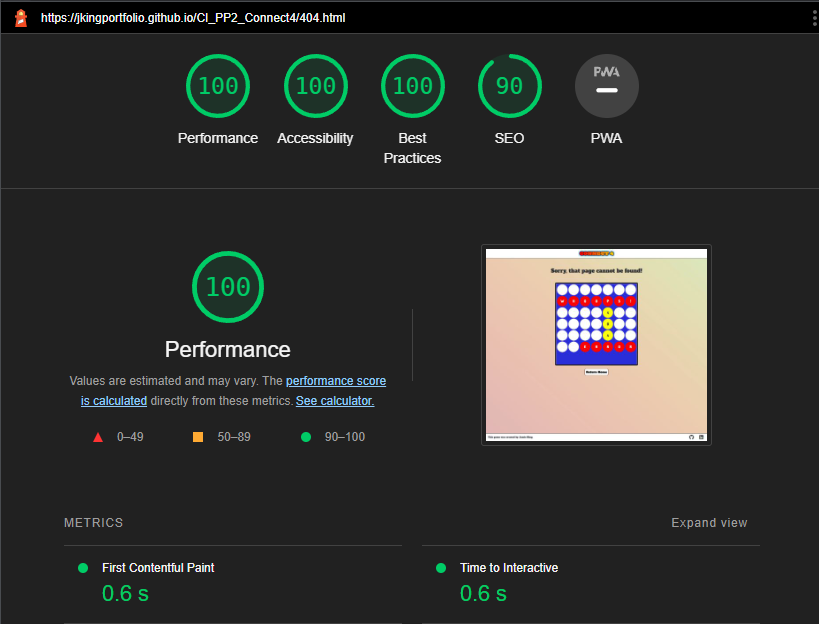 https://jkingportfolio.github.io/CI_PP2_Connect4/404.html
100
100
100
90
PWA
Performance
Accessibility
Best
Practices
SEO
PWA
100
Performance
Values are estimated and may vary. The performance score
is calculated directly from these metrics. See calculator.
0–49
50–89
90–100
Sorry, that page cannot be found!
METRICS
Expand view
First Contentful Paint
0.6 s
Time to Interactive
0.6 s